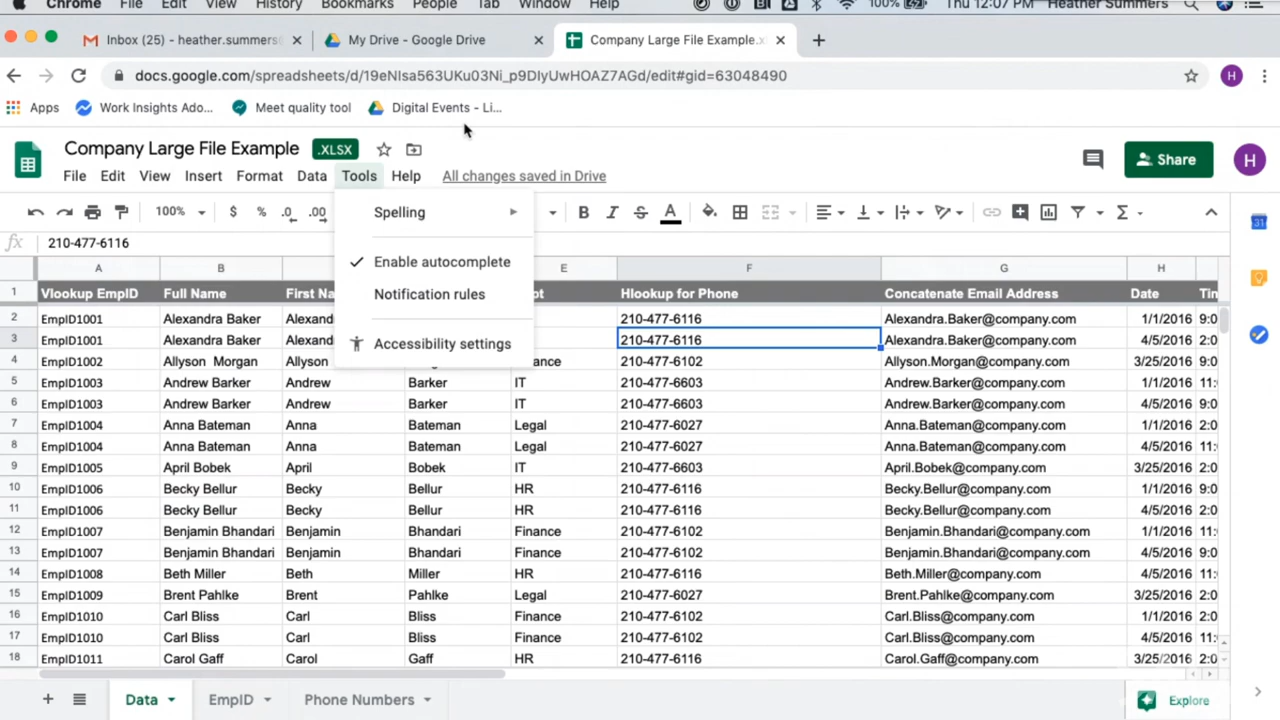 Chrome File Edit View History Bookmarks People Tab Window Help 100% Thu 12:07 PM Heather Summers
Inbox (25) - heather.summers@ My Drive - Google Drive Company Large File Example.x
docs.google.com/spreadsheets/d/19eNIsa563UKu03Ni_p9DIyUwHOAZ7AGd/edit#gid=63048490 H
Apps Work Insights Ado... Meet quality tool Digital Events - Li...
Company Large File Example .XLSX Share H
File Edit View Insert Format Data Tools Help All changes saved in Drive
100% $ % .0 .00 B I S A Σ 31
Spelling
fx 210-477-6116
Enable autocomplete
Notification rules
Accessibility settings
A B E F G H
1 Vlookup EmpID Full Name First Na pt Hlookup for Phone Concatenate Email Address Date Tin
2 EmpID1001 Alexandra Baker Alexand 210-477-6116 Alexandra.Baker@company.com 1/1/2016 9:0
3 EmpID1001 Alexandra Baker Alexand 210-477-6116 Alexandra.Baker@company.com 4/5/2016 2:0
4 EmpID1002 Allyson Morgan Allyson ance 210-477-6102 Allyson.Morgan@company.com 3/25/2016 9:0
5 EmpID1003 Andrew Barker Andrew Barker IT 210-477-6603 Andrew.Barker@company.com 1/1/2016 11:
6 EmpID1003 Andrew Barker Andrew Barker IT 210-477-6603 Andrew.Barker@company.com 4/5/2016 2:0
7 EmpID1004 Anna Bateman Anna Bateman Legal 210-477-6027 Anna.Bateman@company.com 1/1/2016 2:0
8 EmpID1004 Anna Bateman Anna Bateman Legal 210-477-6027 Anna.Bateman@company.com 4/5/2016 11:
9 EmpID1005 April Bobek April Bobek IT 210-477-6603 April.Bobek@company.com 3/25/2016 2:0
10 EmpID1006 Becky Bellur Becky Bellur HR 210-477-6116 Becky.Bellur@company.com 1/1/2016 9:0
11 EmpID1006 Becky Bellur Becky Bellur HR 210-477-6116 Becky.Bellur@company.com 4/5/2016 2:0
12 EmpID1007 Benjamin Bhandari Benjamin Bhandari Finance 210-477-6102 Benjamin.Bhandari@company.com 1/1/2016 11:
13 EmpID1007 Benjamin Bhandari Benjamin Bhandari Finance 210-477-6102 Benjamin.Bhandari@company.com 4/5/2016 9:0
14 EmpID1008 Beth Miller Beth Miller HR 210-477-6116 Beth.Miller@company.com 4/5/2016 2:0
15 EmpID1009 Brent Pahlke Brent Pahlke Legal 210-477-6027 Brent.Pahlke@company.com 3/25/2016 2:0
16 EmpID1010 Carl Bliss Carl Bliss Finance 210-477-6102 Carl.Bliss@company.com 1/1/2016 2:0
17 EmpID1010 Carl Bliss Carl Bliss Finance 210-477-6102 Carl.Bliss@company.com 4/5/2016 11:
18 EmpID1011 Carol Gaff Carol Gaff HR 210-477-6116 Carol.Gaff@company.com 3/25/2016 2:0
Data EmpID Phone Numbers Explore